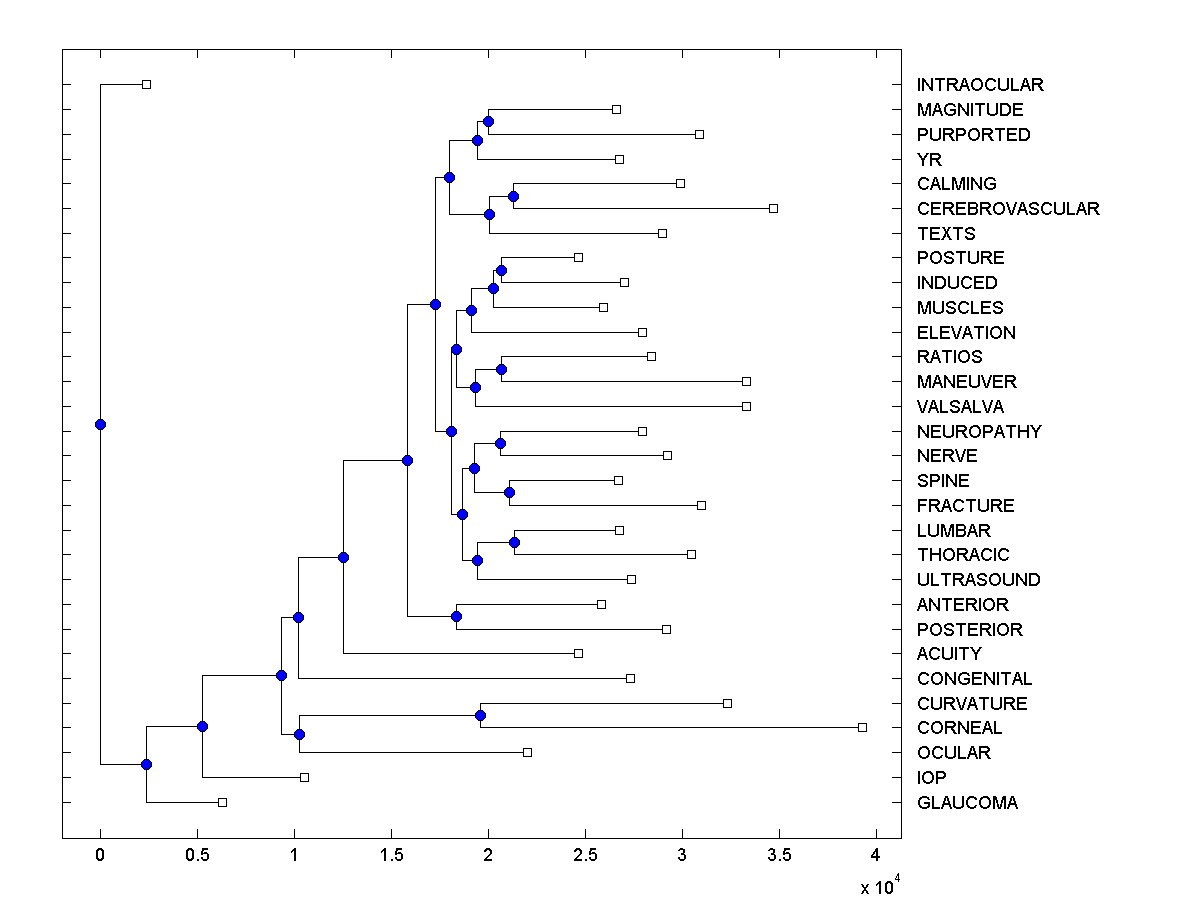 INTRAOCULAR
MAGNITUDE
PURPORTED
YR
CALMING
CEREBROVASCULAR
TEXTS
POSTURE
INDUCED
MUSCLES
ELEVATION
RATIOS
MANEUVER
VALSALVA
NEUROPATHY
NERVE
SPINE
FRACTURE
LUMBAR
THORACIC
ULTRASOUND
ANTERIOR
POSTERIOR
ACUITY
CONGENITAL
CURVATURE
CORNEAL
OCULAR
IOP
GLAUCOMA
0 0.5 1 1.5 2 2.5 3 3.5 4
x 10^4